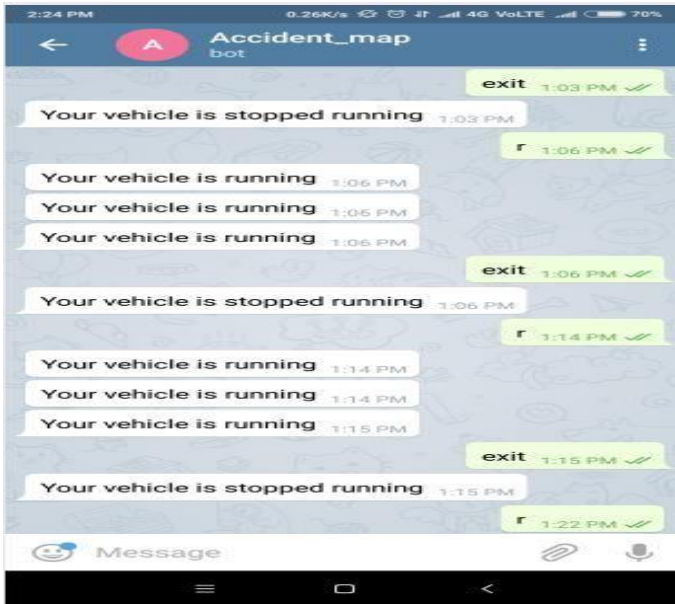 2:24 PM 0.26K/s 4G VoLTE 70%
A Accident_map
bot
exit 1:03 PM
Your vehicle is stopped running 1:03 PM
r 1:06 PM
Your vehicle is running 1:06 PM
Your vehicle is running 1:06 PM
Your vehicle is running 1:06 PM
exit 1:06 PM
Your vehicle is stopped running 1:06 PM
r 1:14 PM
Your vehicle is running 1:14 PM
Your vehicle is running 1:14 PM
Your vehicle is running 1:15 PM
exit 1:15 PM
Your vehicle is stopped running 1:15 PM
r 1:22 PM
Message